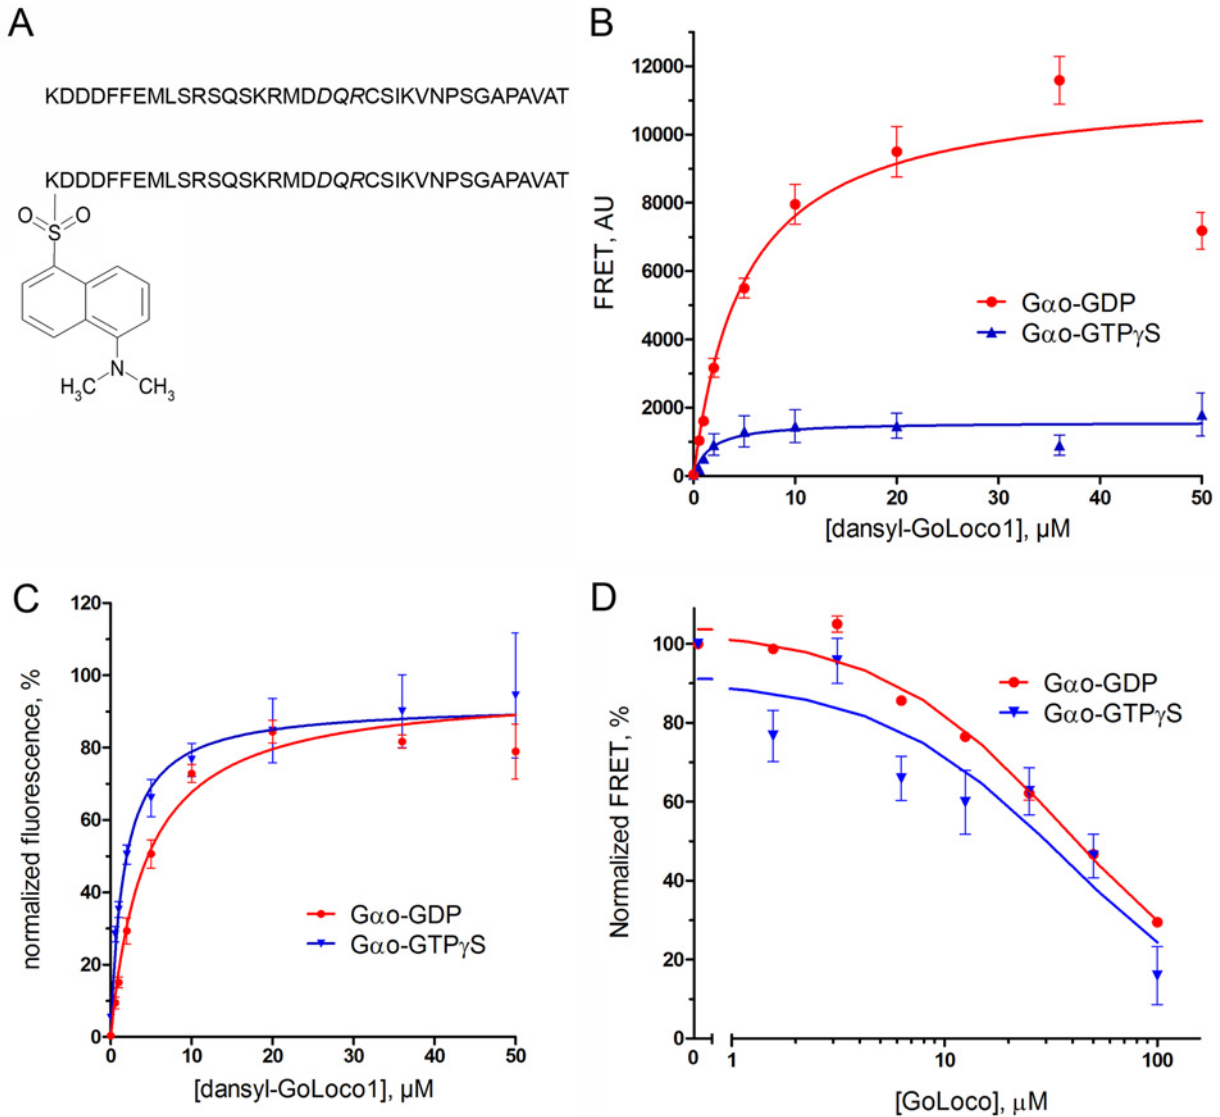 A
KDDDFFEMLSRSQSKRMDDQRCSIKVNPSGAPAVAT
KDDDFFEMLSRSQSKRMDDQRCSIKVNPSGAPAVAT
O O
S
N
H3C CH3
B
FRET, AU
12000
10000
8000
6000
4000
2000
0
Gαo-GDP
Gαo-GTPγS
0 10 20 30 40 50
[dansyl-GoLoco1], μM
C
normalized fluorescence, %
120
100
80
60
40
20
0
Gαo-GDP
Gαo-GTPγS
0 10 20 30 40 50
[dansyl-GoLoco1], μM
D
Normalized FRET, %
100
80
60
40
20
0
Gαo-GDP
Gαo-GTPγS
0 1 10 100
[GoLoco], μM